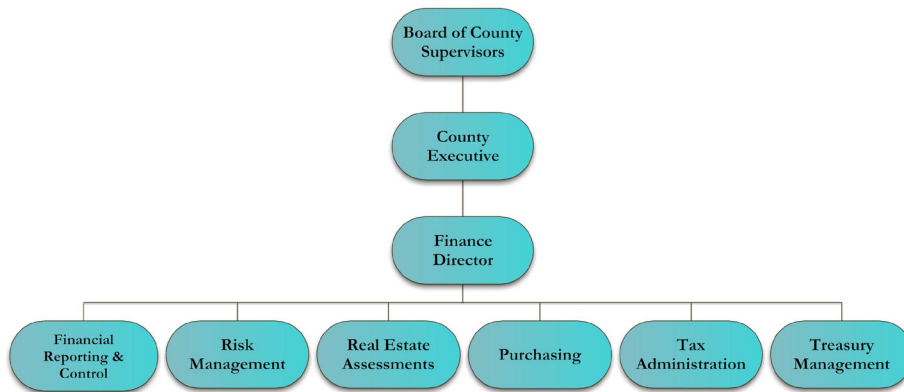 Board of County
Supervisors
County
Executive
Finance
Director
Financial
Reporting &
Control
Risk
Management
Real Estate
Assessments
Purchasing
Tax
Administration
Treasury
Management